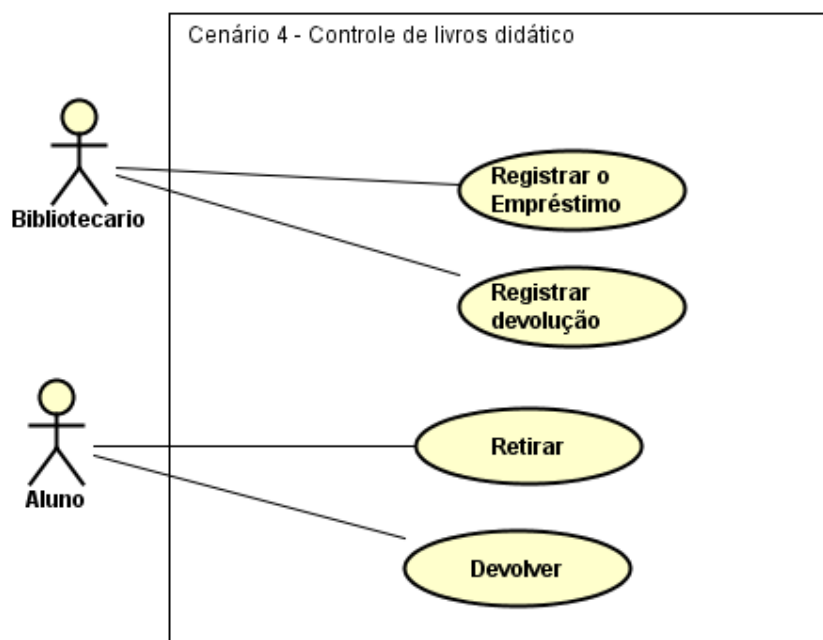 Cenário 4 - Controle de livros didático
Registrar o
Empréstimo
Bibliotecario
Registrar
devolução
Retirar
Aluno
Devolver